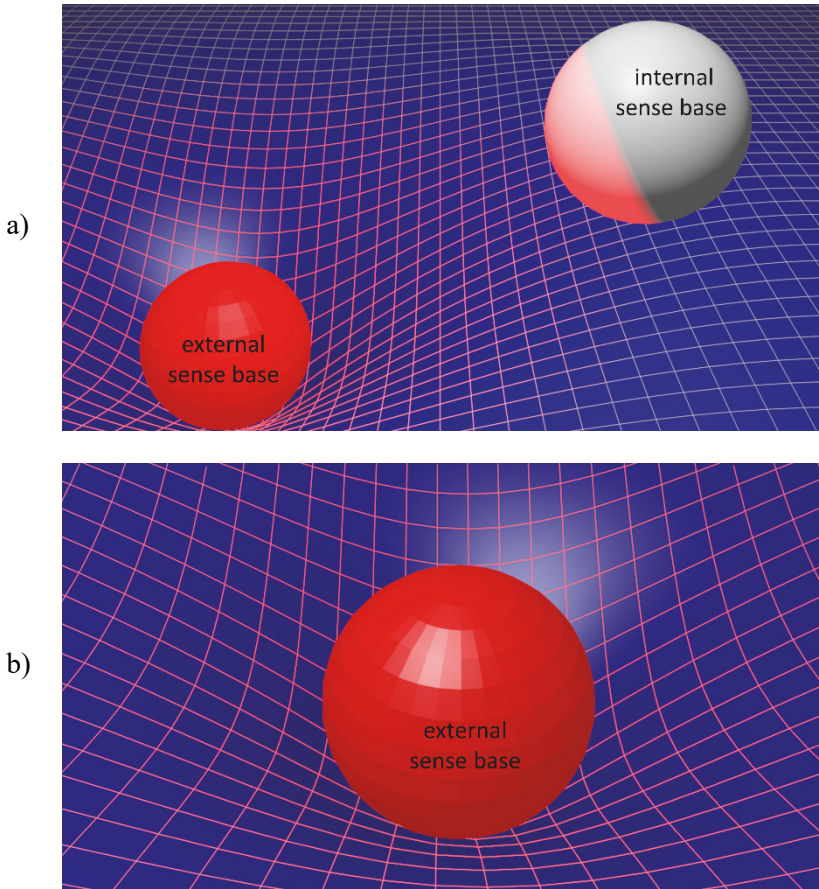 a)
internal
sense base
external
sense base
b)
external
sense base